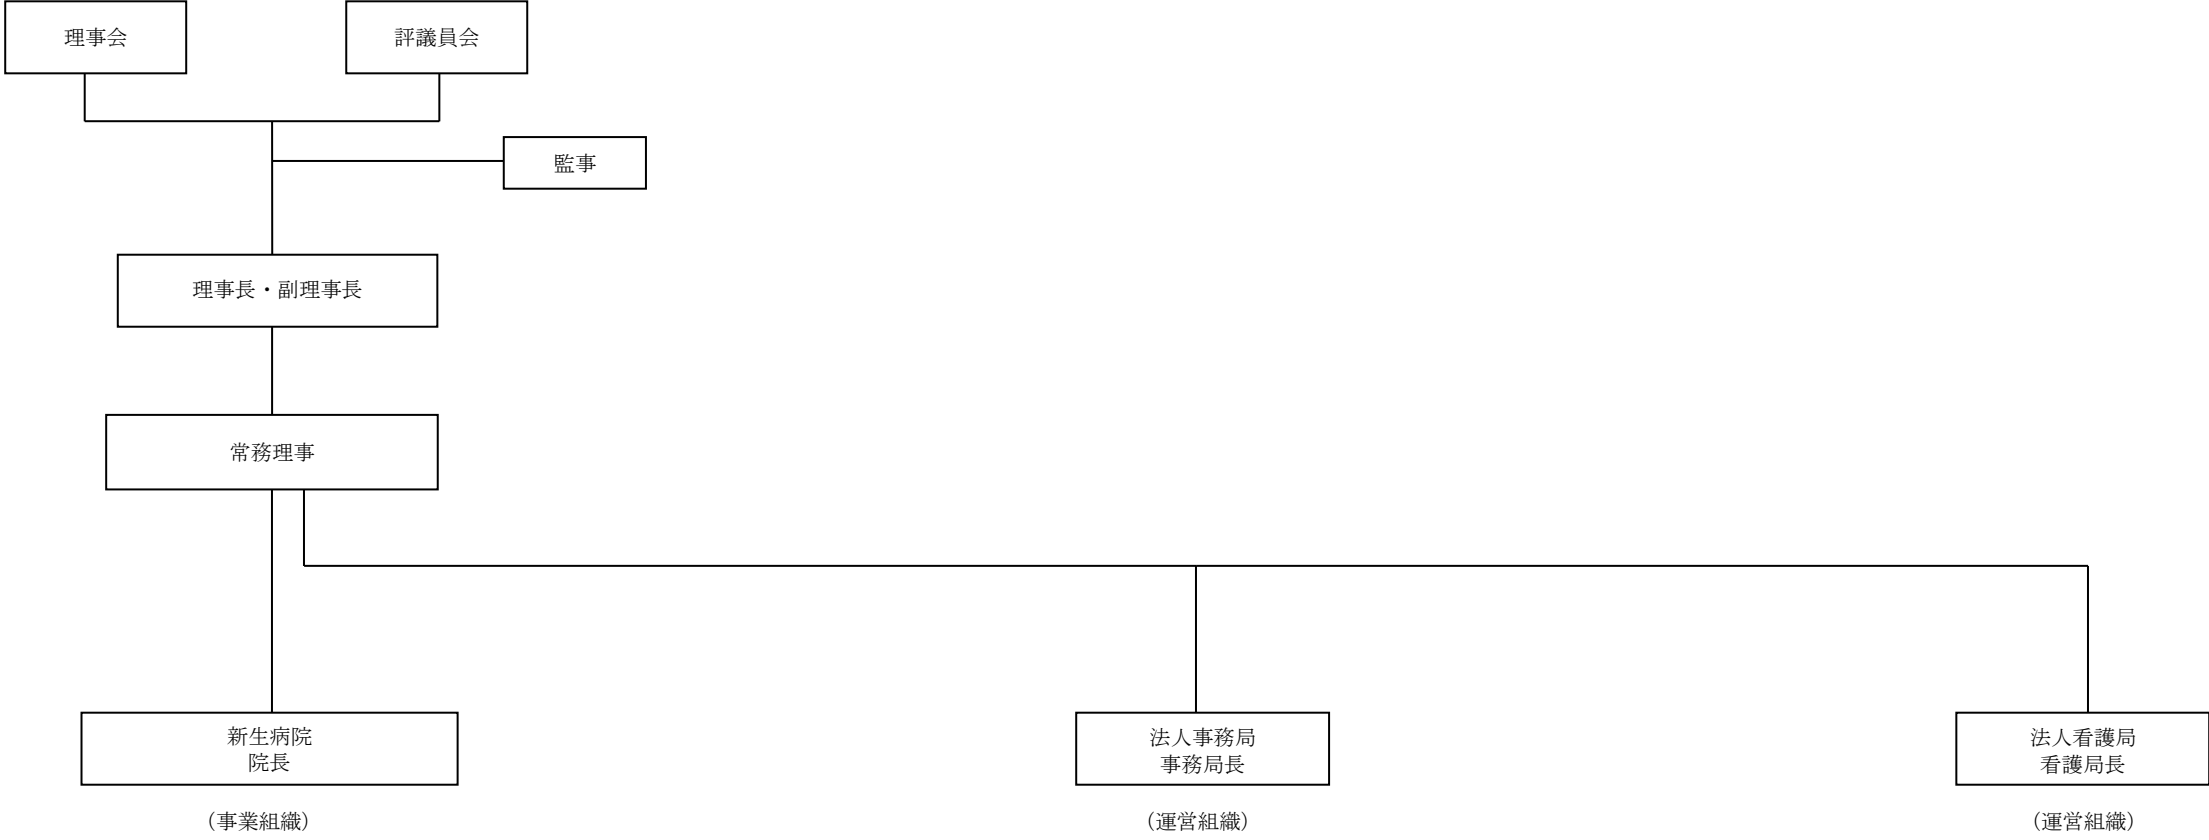 理事会
評議員会
監事
理事長・副理事長
常務理事
新生病院
院長
法人事務局
事務局長
法人看護局
看護局長
（事業組織）
（運営組織）
（運営組織）